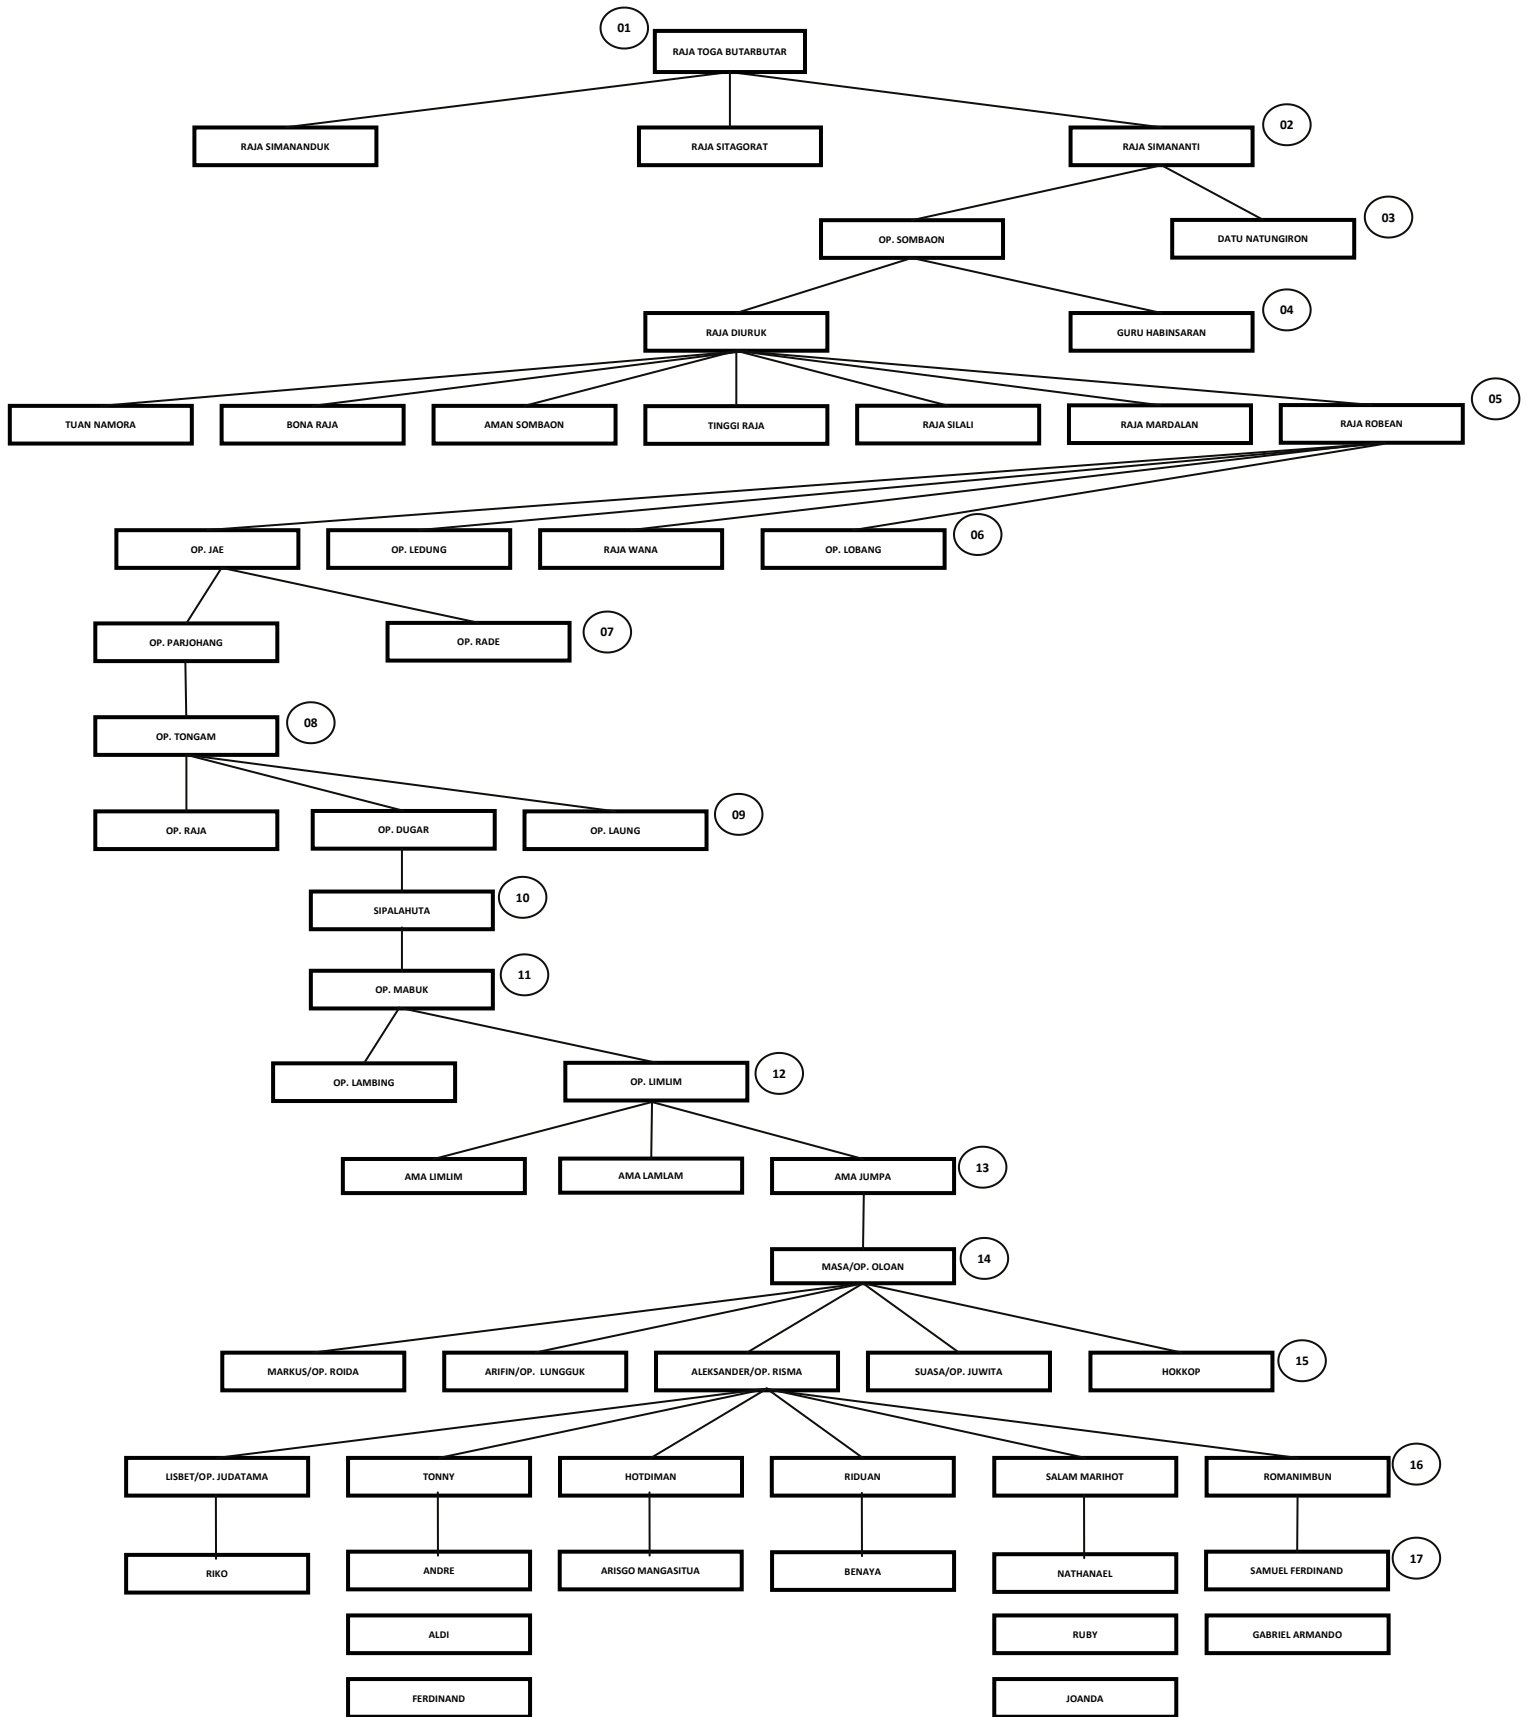 01
RAJA TOGA BUTARBUTAR
RAJA SIMANANDUK
RAJA SITAGORAT
RAJA SIMANANTI
02
OP. SOMBAON
DATU NATUNGIRON
03
RAJA DIURUK
GURU HABINSARAN
04
TUAN NAMORA
BONA RAJA
AMAN SOMBAON
TINGGI RAJA
RAJA SILALI
RAJA MARDALAN
RAJA ROBEAN
05
OP. JAE
OP. LEDUNG
RAJA WANA
OP. LOBANG
06
OP. PARJOHANG
OP. RADE
07
OP. TONGAM
08
OP. RAJA
OP. DUGAR
OP. LAUNG
09
SIPALAHUTA
10
OP. MABUK
11
OP. LAMBING
OP. LIMLIM
12
AMA LIMLIM
AMA LAMLAM
AMA JUMPA
13
MASA/OP. OLOAN
14
MARKUS/OP. ROIDA
ARIFIN/OP.  LUNGGUK
ALEKSANDER/OP. RISMA
SUASA/OP. JUWITA
HOKKOP
15
LISBET/OP. JUDATAMA
TONNY
HOTDIMAN
RIDUAN
SALAM MARIHOT
ROMANIMBUN
16
RIKO
ANDRE
ARISGO MANGASITUA
BENAYA
NATHANAEL
SAMUEL FERDINAND
17
ALDI
RUBY
GABRIEL ARMANDO
FERDINAND
JOANDA